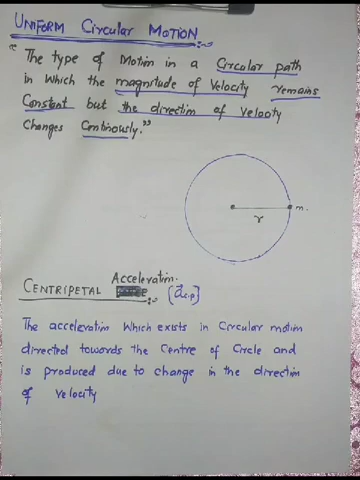 UNIFORM CIRCULAR MOTION
"The type of Motion in a Circular path
in Which the magnitude of Velocity remains
Constant but the direction of velocity
Changes Continously."
r
m.
Acceleration.
CENTRIPETAL
{a⃗c.p}
The acceleration Which exists in Circular motion
directed towards the Centre of Circle and
is produced due to change in the direction
of velocity